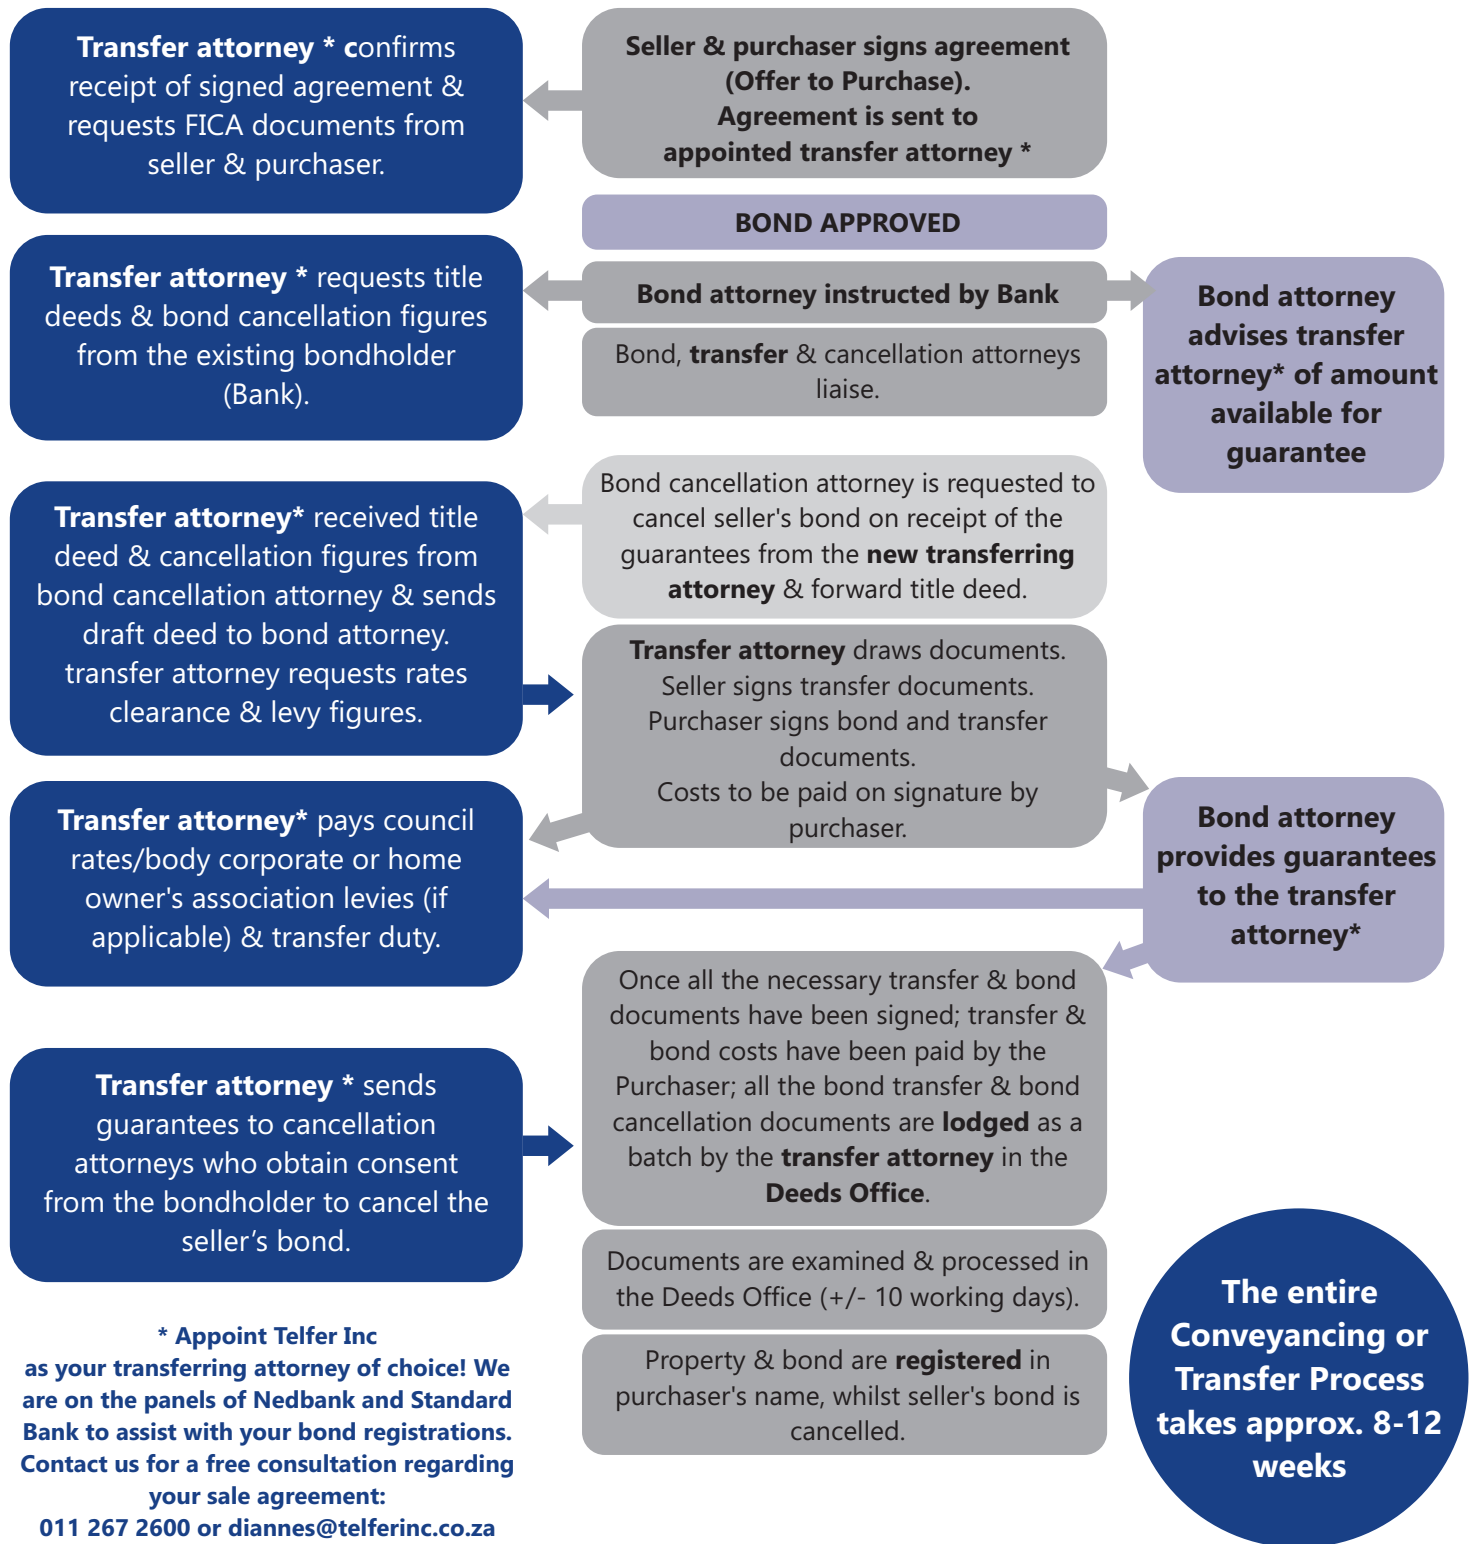 Transfer attorney * confirms
receipt of signed agreement &
requests FICA documents from
seller & purchaser.
Seller & purchaser signs agreement
(Offer to Purchase).
Agreement is sent to
appointed transfer attorney *
BOND APPROVED
Transfer attorney * requests title
deeds & bond cancellation figures
from the existing bondholder
(Bank).
Bond attorney instructed by Bank
Bond, transfer & cancellation attorneys
liaise.
Bond attorney
advises transfer
attorney* of amount
available for
guarantee
Bond cancellation attorney is requested to
cancel seller's bond on receipt of the
guarantees from the new transferring
attorney & forward title deed.
Transfer attorney* received title
deed & cancellation figures from
bond cancellation attorney & sends
draft deed to bond attorney.
transfer attorney requests rates
clearance & levy figures.
Transfer attorney draws documents.
Seller signs transfer documents.
Purchaser signs bond and transfer
documents.
Costs to be paid on signature by
purchaser.
Transfer attorney* pays council
rates/body corporate or home
owner's association levies (if
applicable) & transfer duty.
Bond attorney
provides guarantees
to the transfer
attorney*
Once all the necessary transfer & bond
documents have been signed; transfer &
bond costs have been paid by the
Purchaser; all the bond transfer & bond
cancellation documents are lodged as a
batch by the transfer attorney in the
Deeds Office.
Transfer attorney * sends
guarantees to cancellation
attorneys who obtain consent
from the bondholder to cancel the
seller’s bond.
Documents are examined & processed in
the Deeds Office (+/- 10 working days).
Property & bond are registered in
purchaser's name, whilst seller's bond is
cancelled.
The entire
Conveyancing or
Transfer Process
takes approx. 8-12
weeks
* Appoint Telfer Inc
as your transferring attorney of choice! We
are on the panels of Nedbank and Standard
Bank to assist with your bond registrations.
Contact us for a free consultation regarding
your sale agreement:
011 267 2600 or diannes@telferinc.co.za